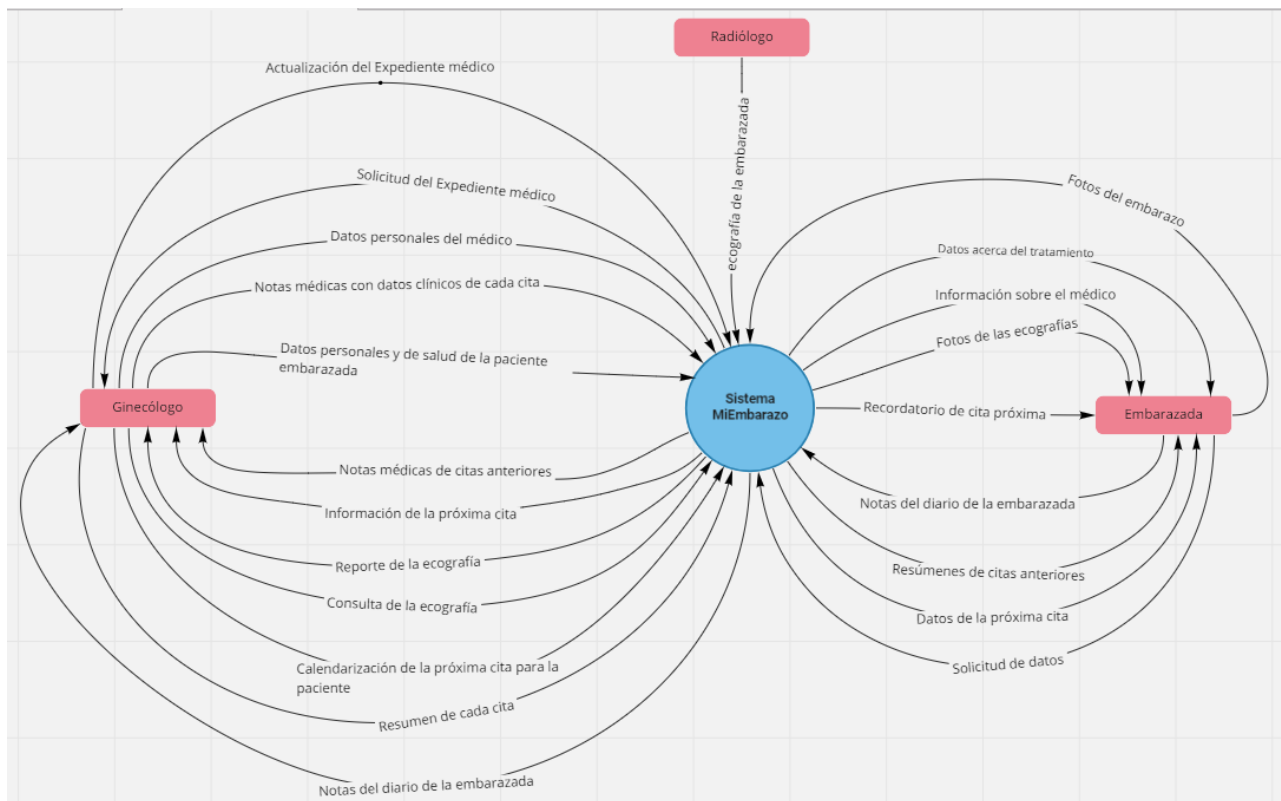 Radiólogo
Actualización del Expediente médico
ecografía de la embarazada
Solicitud del Expediente médico
Fotos del embarazo
Datos personales del médico
Datos acerca del tratamiento
Notas médicas con datos clínicos de cada cita
Información sobre el médico
Fotos de las ecografías
Datos personales y de salud de la paciente
embarazada
Sistema
MiEmbarazo
Ginecólogo
Recordatorio de cita próxima
Embarazada
Notas médicas de citas anteriores
Notas del diario de la embarazada
Información de la próxima cita
Reporte de la ecografía
Resúmenes de citas anteriores
Consulta de la ecografía
Datos de la próxima cita
Calendarización de la próxima cita para la
paciente
Solicitud de datos
Resumen de cada cita
Notas del diario de la embarazada